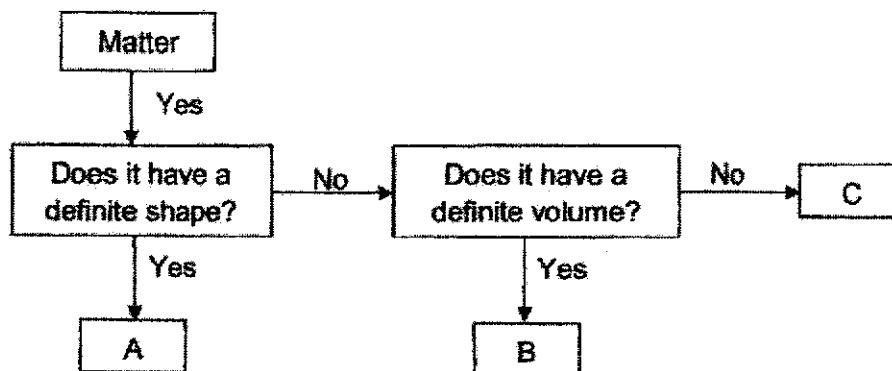 Matter
Yes
Does it have a
definite shape?
No
Does it have a
definite volume?
No
C
Yes
Yes
A
B